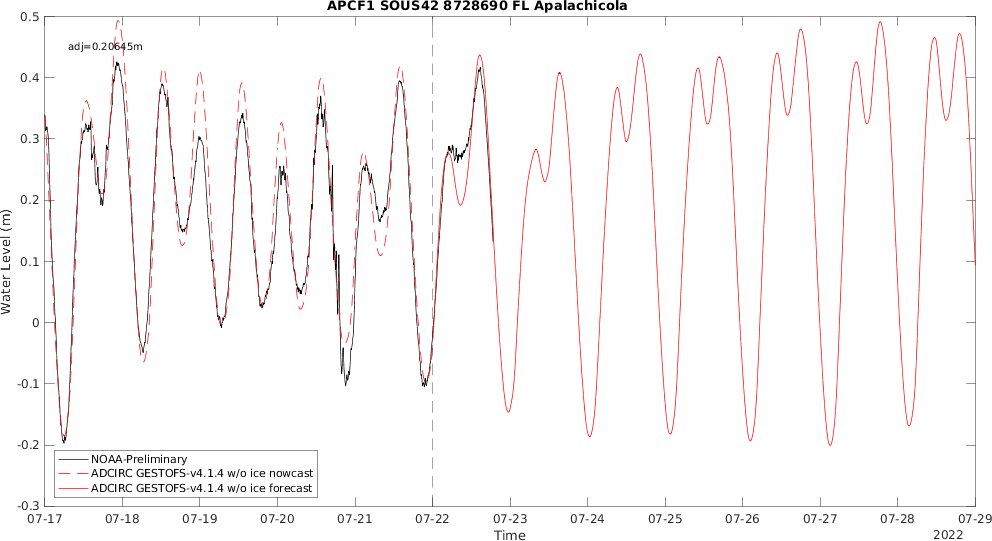 APCF1 SOUS42 8728690 FL Apalachicola
adj=0.20645m
0.5
0.4
0.3
0.2
0.1
0
-0.1
-0.2
-0.3
Water Level (m)
NOAA-Preliminary
ADCIRC GESTOFS-v4.1.4 w/o ice nowcast
ADCIRC GESTOFS-v4.1.4 w/o ice forecast
07-17 07-18 07-19 07-20 07-21 07-22 07-23 07-24 07-25 07-26 07-27 07-28 07-29
Time
2022